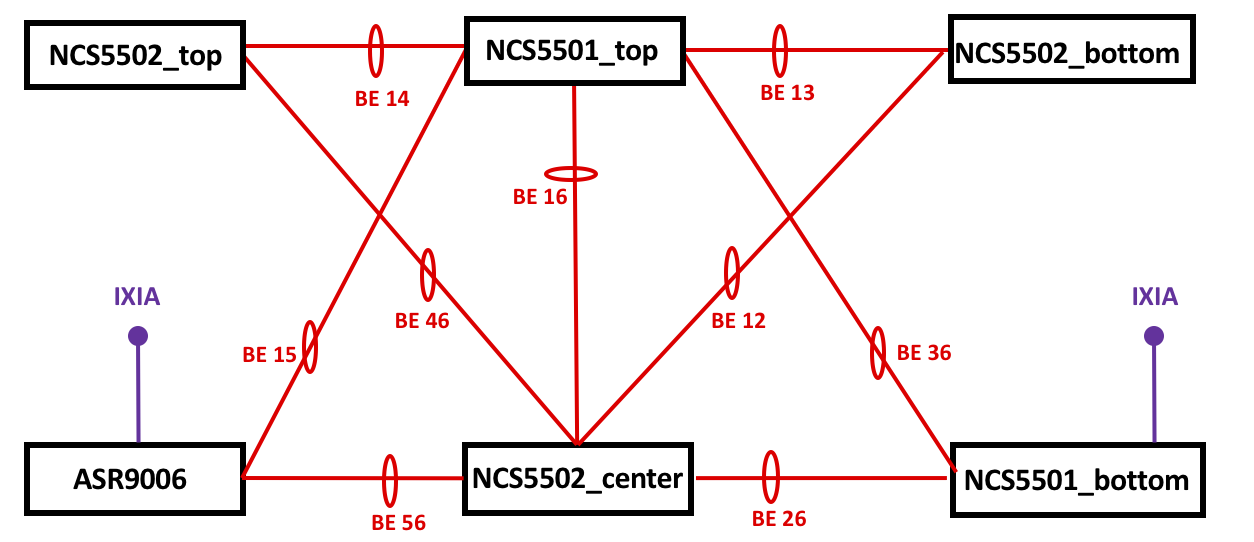 NCS5502_top
NCS5501_top
NCS5502_bottom
BE 14
BE 13
BE 16
IXIA
IXIA
BE 46
BE 12
BE 15
BE 36
ASR9006
NCS5502_center
NCS5501_bottom
BE 56
BE 26